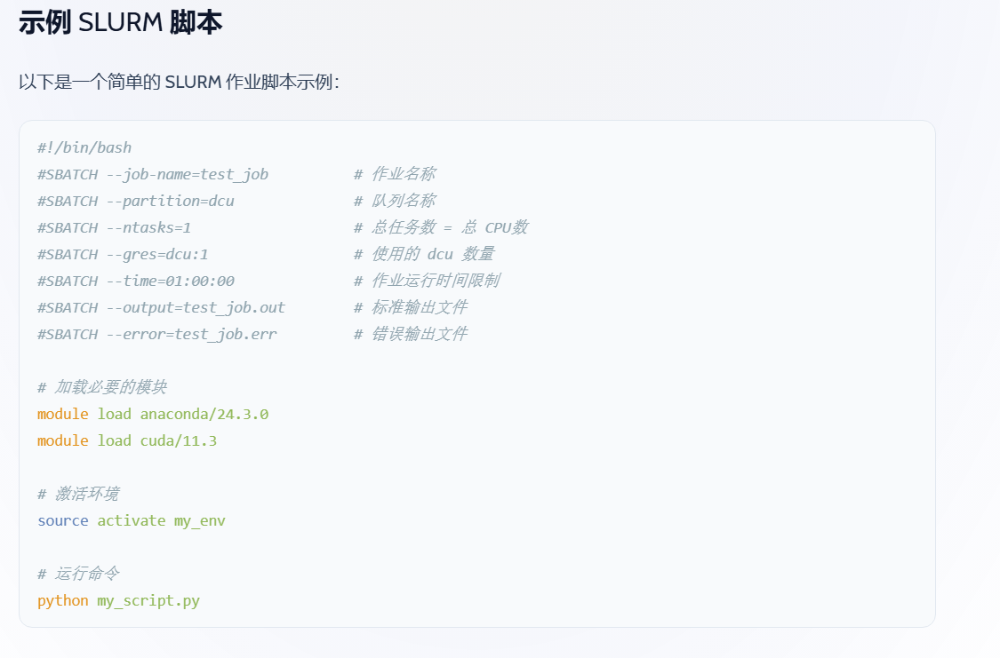 示例 SLURM 脚本
以下是一个简单的 SLURM 作业脚本示例：
#!/bin/bash
#SBATCH --job-name=test_job          # 作业名称
#SBATCH --partition=dcu              # 队列名称
#SBATCH --ntasks=1                   # 总任务数 = 总 CPU数
#SBATCH --gres=dcu:1                 # 使用的 dcu 数量
#SBATCH --time=01:00:00              # 作业运行时间限制
#SBATCH --output=test_job.out        # 标准输出文件
#SBATCH --error=test_job.err         # 错误输出文件
# 加载必要的模块
module load anaconda/24.3.0
module load cuda/11.3
# 激活环境
source activate my_env
# 运行命令
python my_script.py